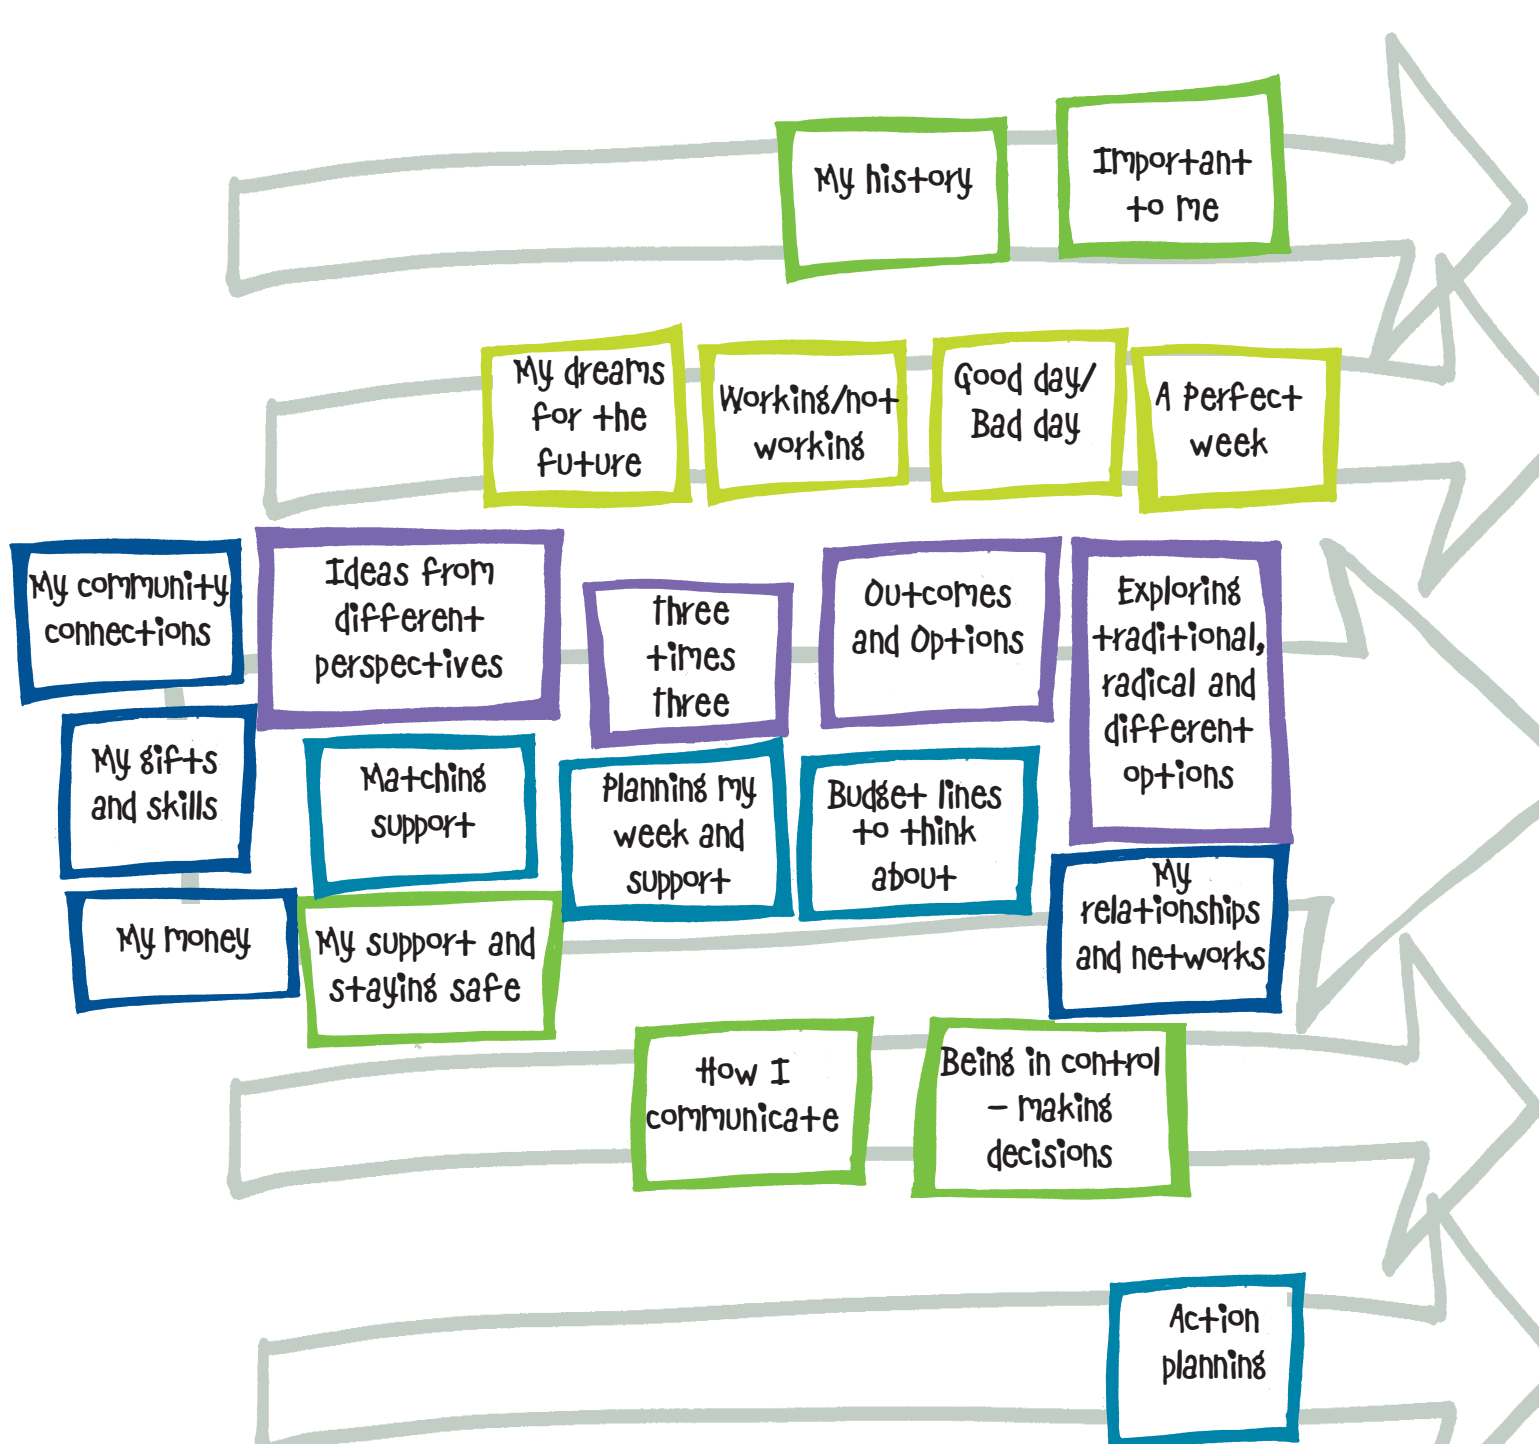 My history
Important
to me
My dreams
for the
future
Working/not
working
Good day/
Bad day
A Perfect
week
My community
connections
Ideas from
different
perspectives
Three
times
Three
Outcomes
and Options
Exploring
traditional,
radical and
different
options
My gifts
and skills
Matching
support
Planning my
week and
support
Budget lines
to think
about
My
relationships
and networks
My money
My support and
staying safe
How I
communicate
Being in control
– making
decisions
Action
planning